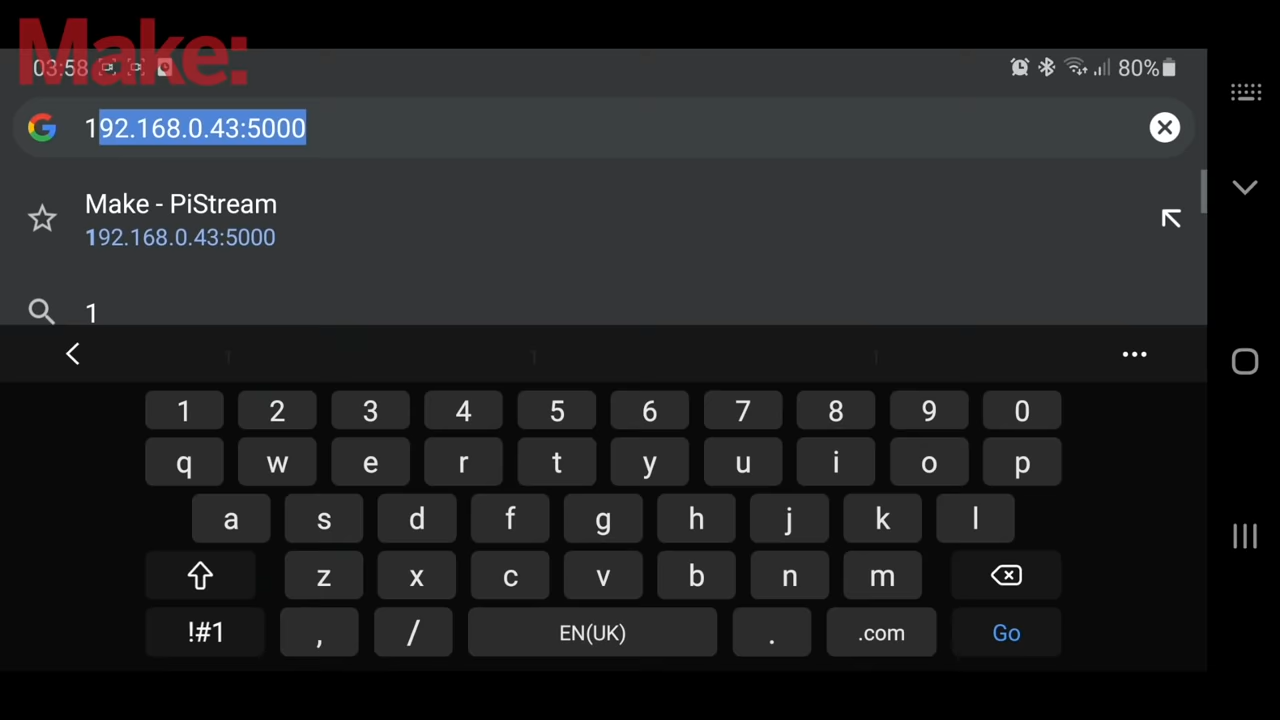 Make:
03:58
80%
192.168.0.43:5000
Make - PiStream
192.168.0.43:5000
1
1 2 3 4 5 6 7 8 9 0
q w e r t y u i o p
a s d f g h j k l
z x c v b n m
!#1 , / EN(UK) . .com Go